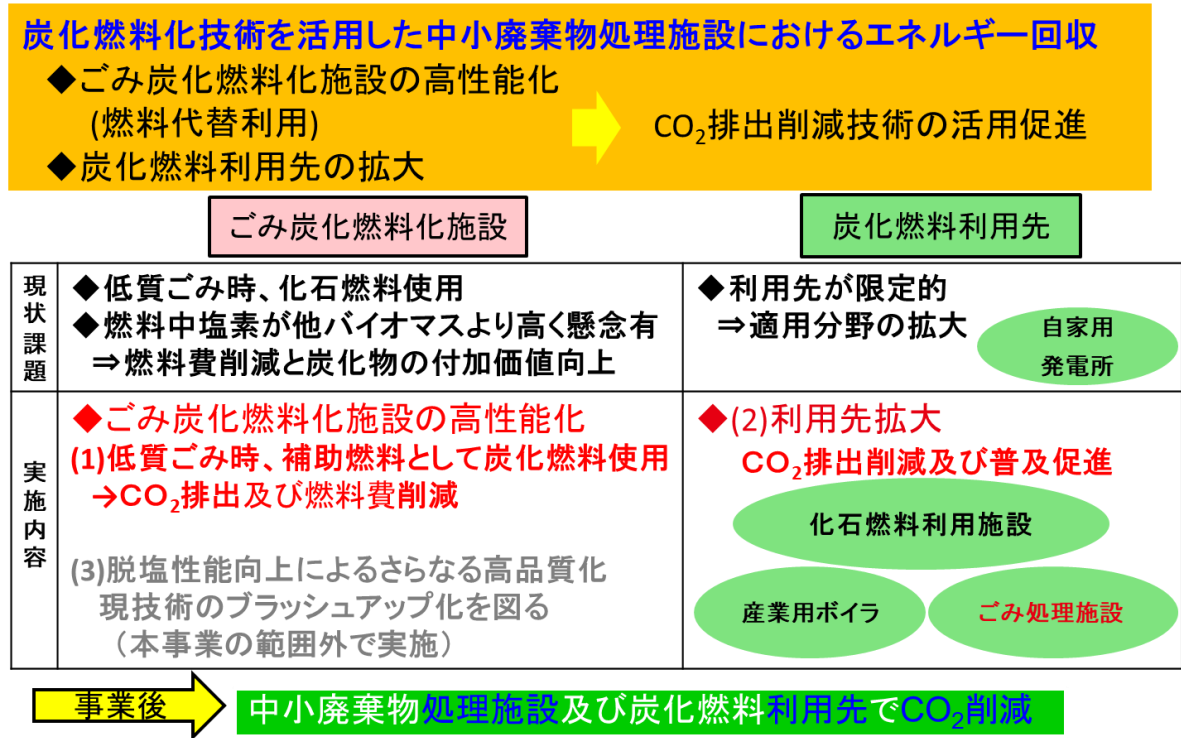 炭化燃料化技術を活用した中小廃棄物処理施設におけるエネルギー回収
◆ごみ炭化燃料化施設の高性能化
(燃料代替利用)
◆炭化燃料利用先の拡大
CO₂排出削減技術の活用促進
ごみ炭化燃料化施設
炭化燃料利用先
現状課題
◆低質ごみ時、化石燃料使用
◆燃料中塩素が他バイオマスより高く懸念有
⇒燃料費削減と炭化物の付加価値向上
◆利用先が限定的
⇒適用分野の拡大
自家用
発電所
実施内容
◆ごみ炭化燃料化施設の高性能化
(1)低質ごみ時、補助燃料として炭化燃料使用
→CO₂排出及び燃料費削減
(3)脱塩性能向上によるさらなる高品質化
現技術のブラッシュアップ化を図る
（本事業の範囲外で実施）
◆(2)利用先拡大
CO₂排出削減及び普及促進
化石燃料利用施設
産業用ボイラ
ごみ処理施設
事業後
中小廃棄物処理施設及び炭化燃料利用先でCO₂削減